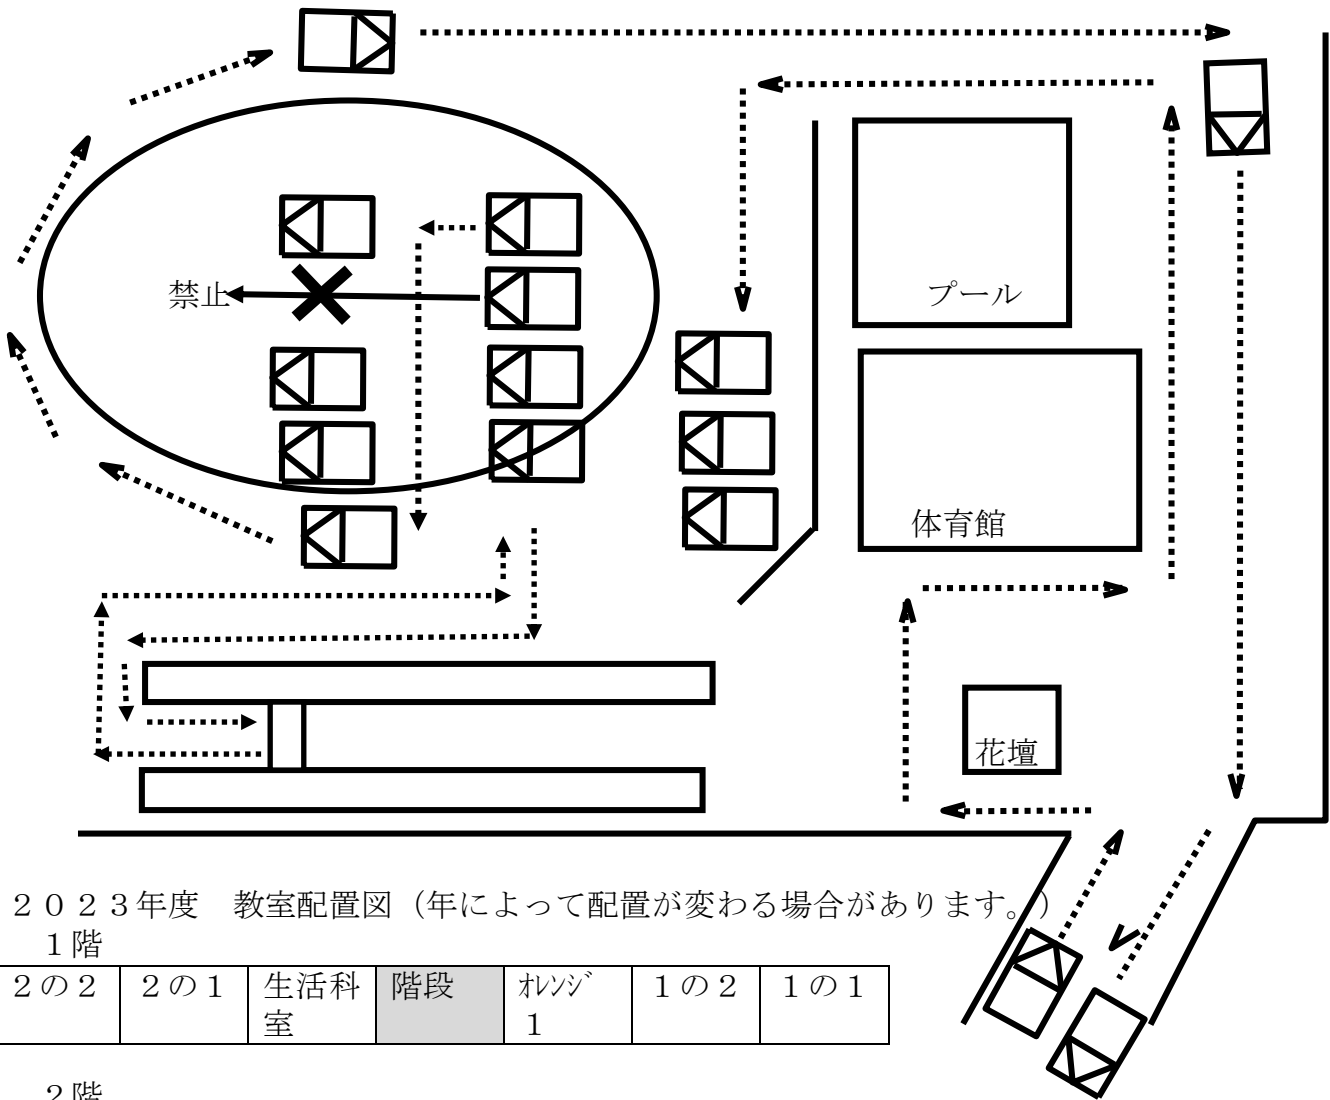 禁止
プール
体育館
花壇
２０２３年度　教室配置図（年によって配置が変わる場合があります。）
１階
２の２　２の１　生活科室　階段　ｵﾚﾝｼﾞ１　１の２　１の１
２階